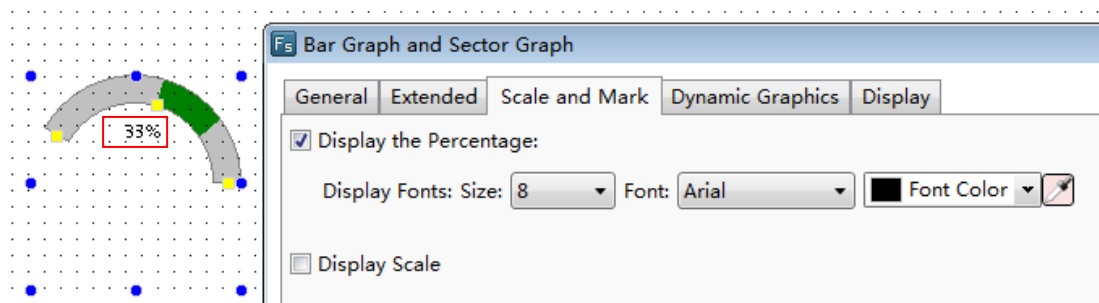 Fs Bar Graph and Sector Graph
General Extended Scale and Mark Dynamic Graphics Display
33%
Display the Percentage:
Display Fonts: Size: 8 Font: Arial Font Color
Display Scale